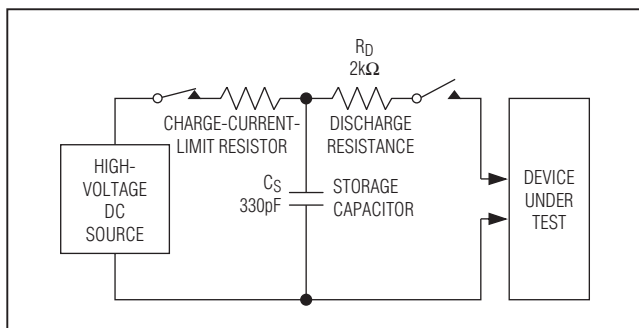 R_D
2kΩ
CHARGE-CURRENT-
LIMIT RESISTOR
DISCHARGE
RESISTANCE
HIGH-
VOLTAGE
DC
SOURCE
C_S
330pF
STORAGE
CAPACITOR
DEVICE
UNDER
TEST